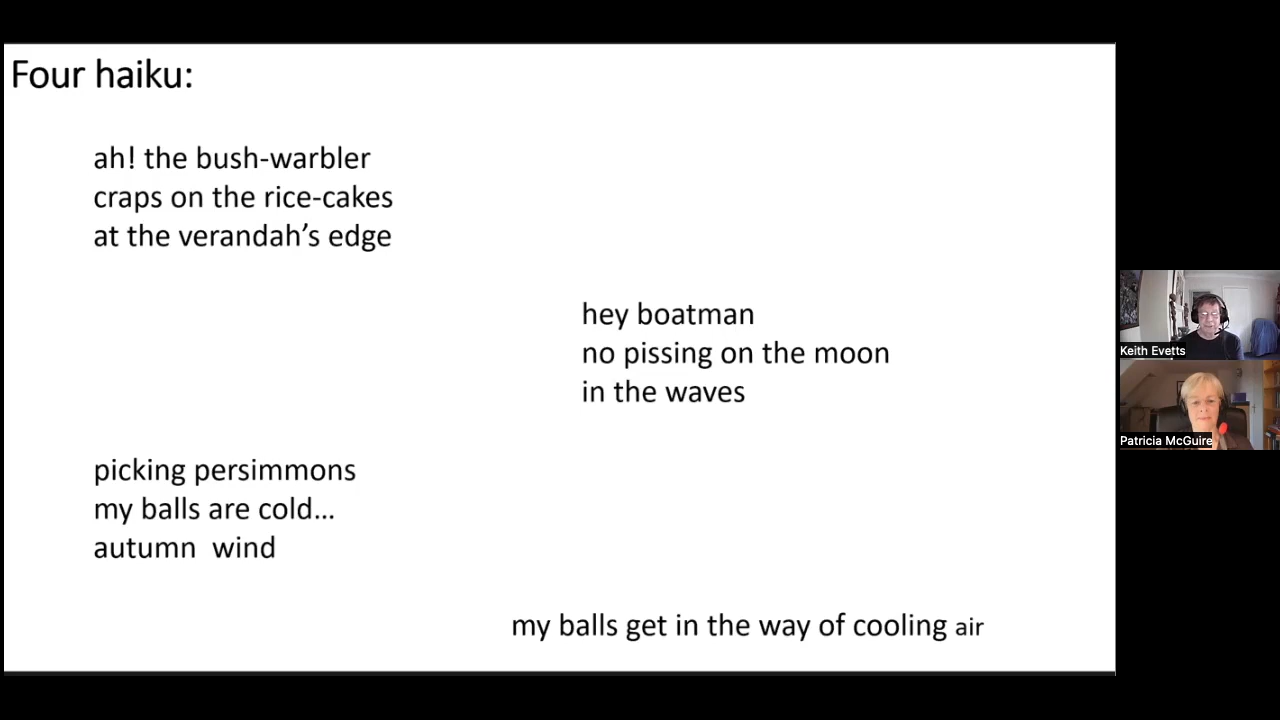 Four haiku:
ah! the bush-warbler
craps on the rice-cakes
at the verandah’s edge
hey boatman
no pissing on the moon
in the waves
picking persimmons
my balls are cold…
autumn  wind
my balls get in the way of cooling air
Keith Evetts
Patricia McGuire